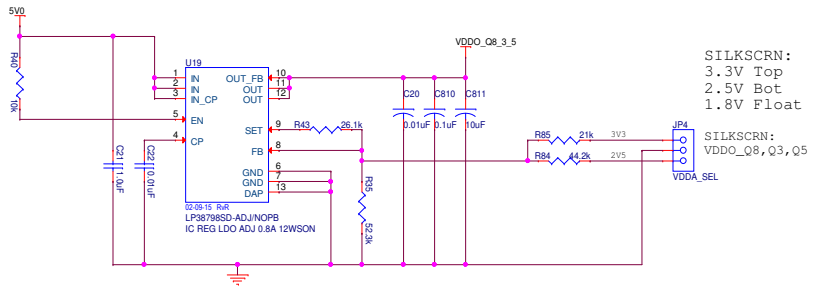 5V0
R40
10k
C21
1.0uF
C22
0.01uF
U19
1 IN OUT_FB 10
2 IN OUT 11
3 IN_CP OUT 12
5 EN
4 CP
SET 9
FB 8
GND 6
GND 7
DAP 13
02-09-15 RvR
LP38798SD-ADJ/NOPB
IC REG LDO ADJ 0.8A 12WSON
R43 26.1k
R35
52.3k
VDDO_Q8_3_5
C20 C810 C811
0.01uF 0.1uF 10uF
R85 21k 3V3
R84 44.2k 2V5
JP4
VDDA_SEL
SILKSCRN:
3.3V Top
2.5V Bot
1.8V Float
SILKSCRN:
VDDO_Q8,Q3,Q5